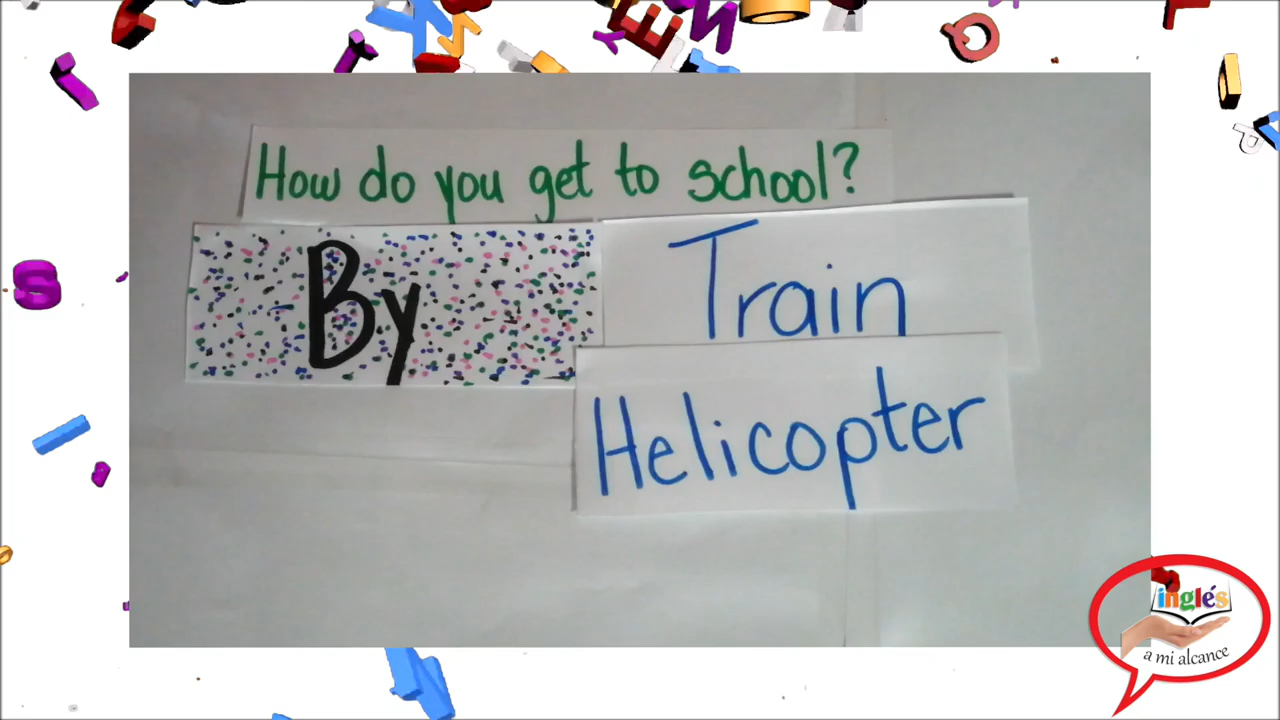 How do you get to school?
By Train
Helicopter
inglés
a mi alcance